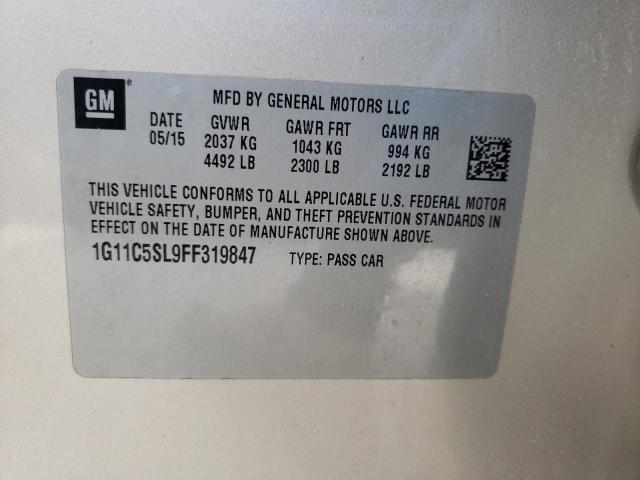 GM ®
MFD BY GENERAL MOTORS LLC
DATE GVWR GAWR FRT GAWR RR
05/15 2037 KG 1043 KG 994 KG
4492 LB 2300 LB 2192 LB
THIS VEHICLE CONFORMS TO ALL APPLICABLE U.S. FEDERAL MOTOR
VEHICLE SAFETY, BUMPER, AND THEFT PREVENTION STANDARDS IN
EFFECT ON THE DATE OF MANUFACTURE SHOWN ABOVE.
1G11C5SL9FF319847 TYPE: PASS CAR